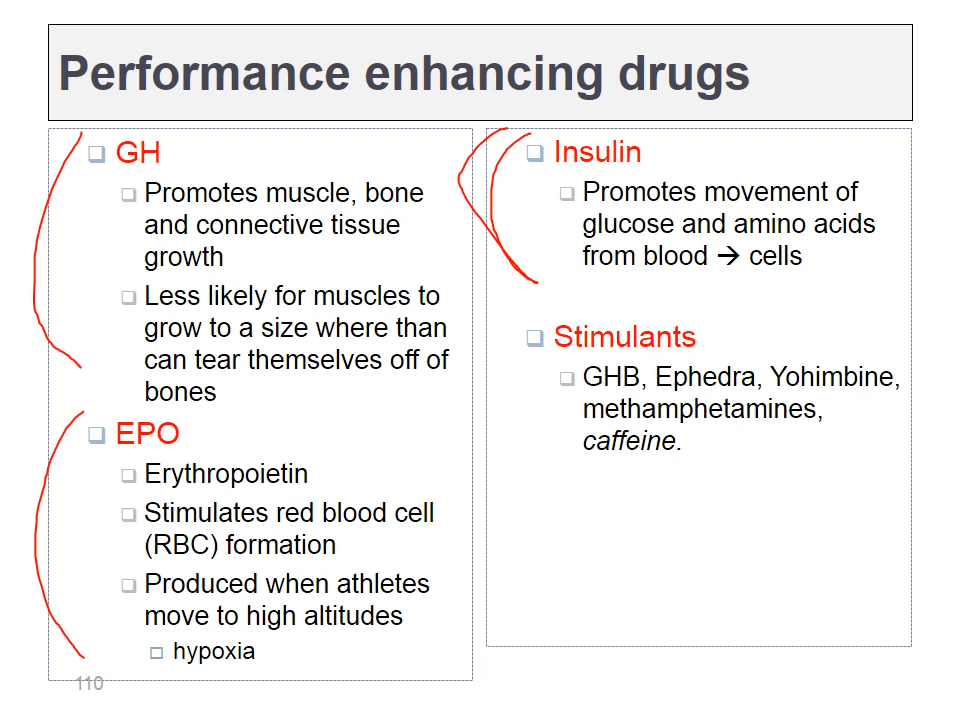 Performance enhancing drugs
GH
Promotes muscle, bone
and connective tissue
growth
Less likely for muscles to
grow to a size where than
can tear themselves off of
bones
EPO
Erythropoietin
Stimulates red blood cell
(RBC) formation
Produced when athletes
move to high altitudes
hypoxia
Insulin
Promotes movement of
glucose and amino acids
from blood → cells
Stimulants
GHB, Ephedra, Yohimbine,
methamphetamines,
caffeine.
110